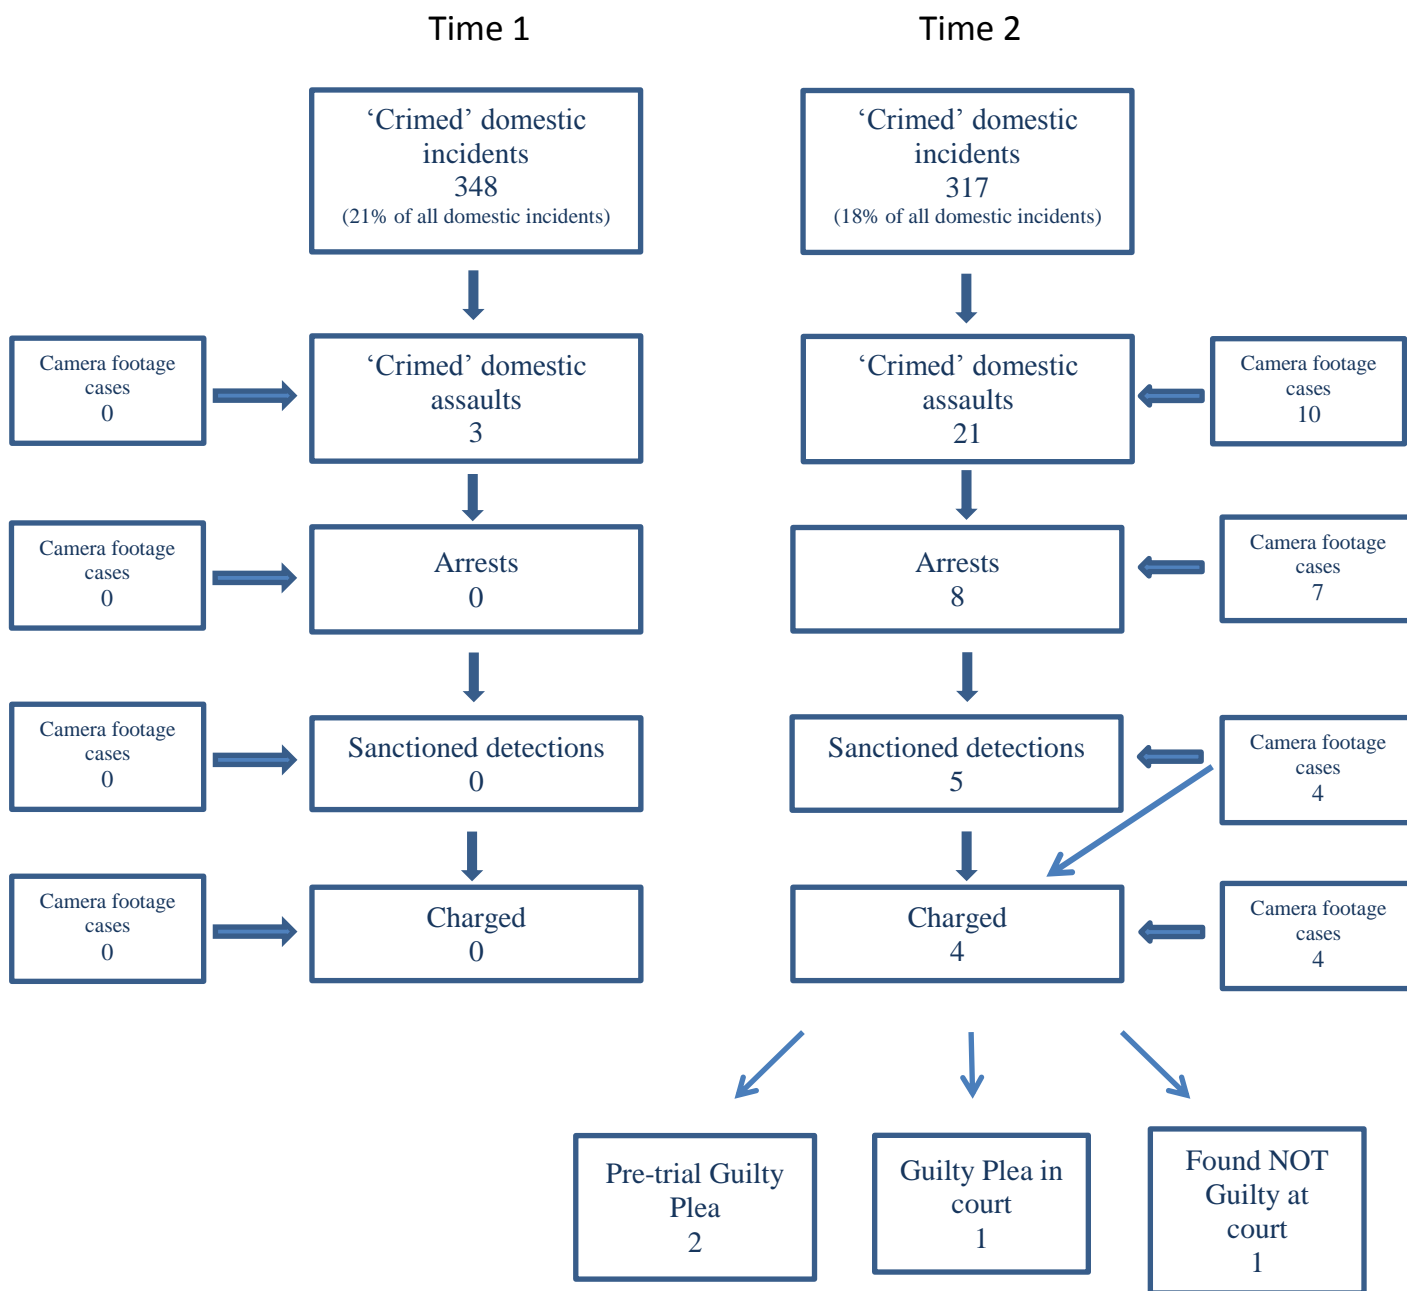 Time 1
Time 2
‘Crimed’ domestic
incidents
348
(21% of all domestic incidents)
‘Crimed’ domestic
incidents
317
(18% of all domestic incidents)
Camera footage
cases
0
‘Crimed’ domestic
assaults
3
‘Crimed’ domestic
assaults
21
Camera footage
cases
10
Camera footage
cases
0
Arrests
0
Arrests
8
Camera footage
cases
7
Camera footage
cases
0
Sanctioned detections
0
Sanctioned detections
5
Camera footage
cases
4
Camera footage
cases
0
Charged
0
Charged
4
Camera footage
cases
4
Pre-trial Guilty
Plea
2
Guilty Plea in
court
1
Found NOT
Guilty at
court
1